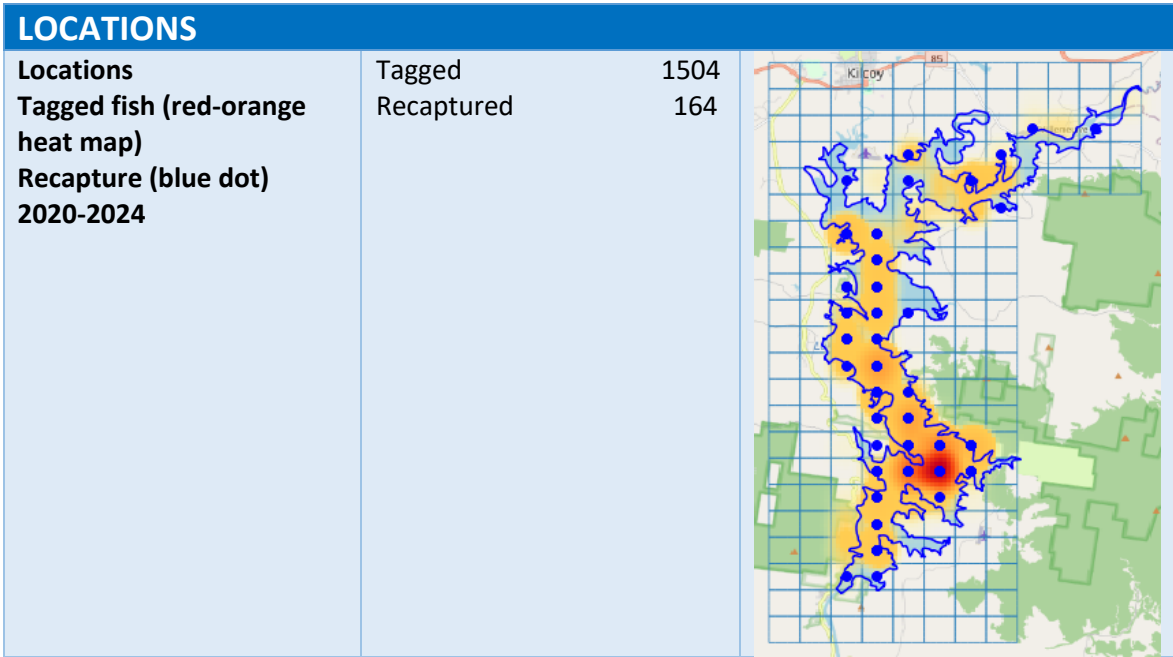 LOCATIONS
Locations
Tagged fish (red-orange
heat map)
Recapture (blue dot)
2020-2024
Tagged 1504
Recaptured 164
Kilcoy
85